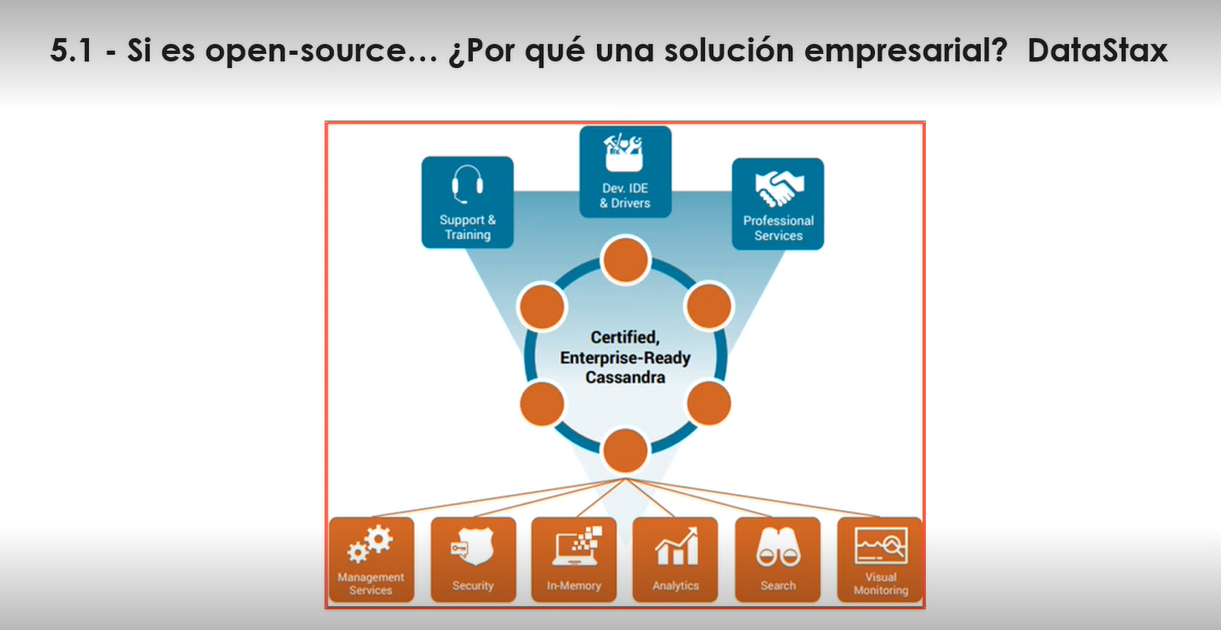 5.1 - Si es open-source... ¿Por qué una solución empresarial?  DataStax
Support &
Training
Dev. IDE
& Drivers
Professional
Services
Certified,
Enterprise-Ready
Cassandra
Management
Services
Security
In-Memory
Analytics
Search
Visual
Monitoring